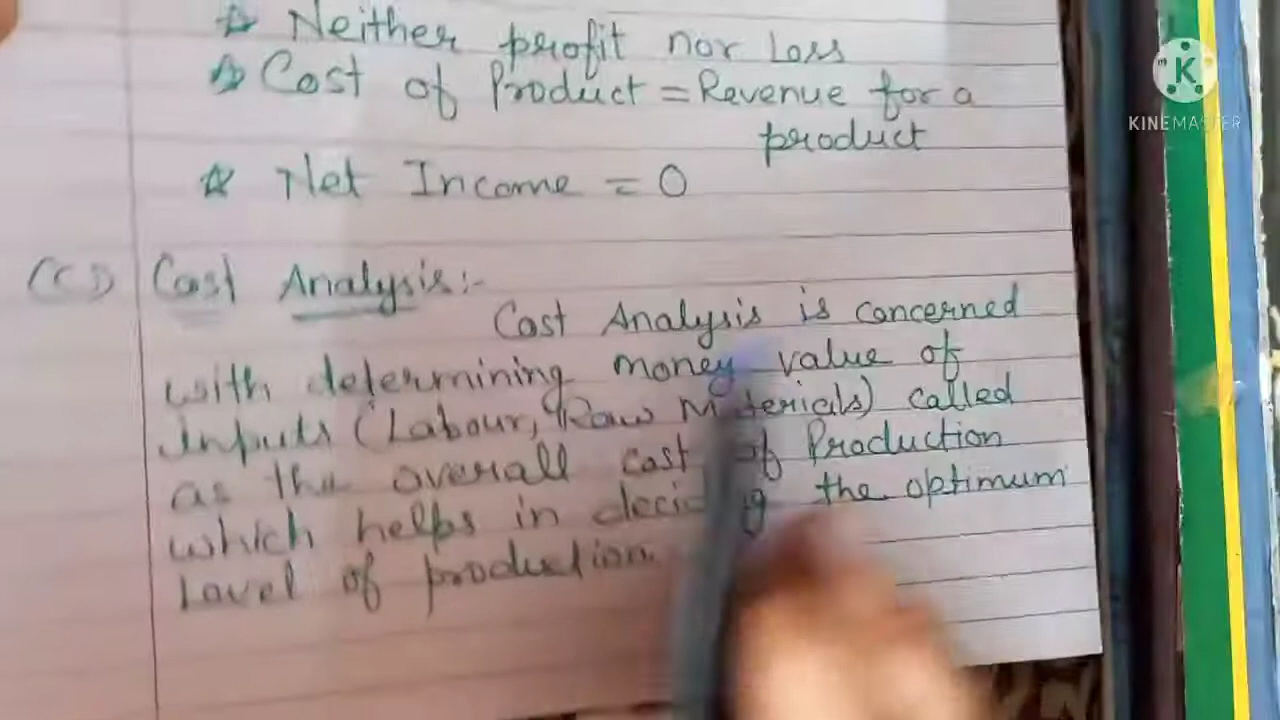 ☆ Neither profit nor Loss
☆ Cost of Product = Revenue for a
product
☆ Net Income = 0
(C) Cost Analysis:-
Cost Analysis is concerned
with determining money value of
Inputs (Labour, Raw Materials) called
as the overall cost of Production
which helps in deciding the optimum
Level of production.
K
KINEMASTER